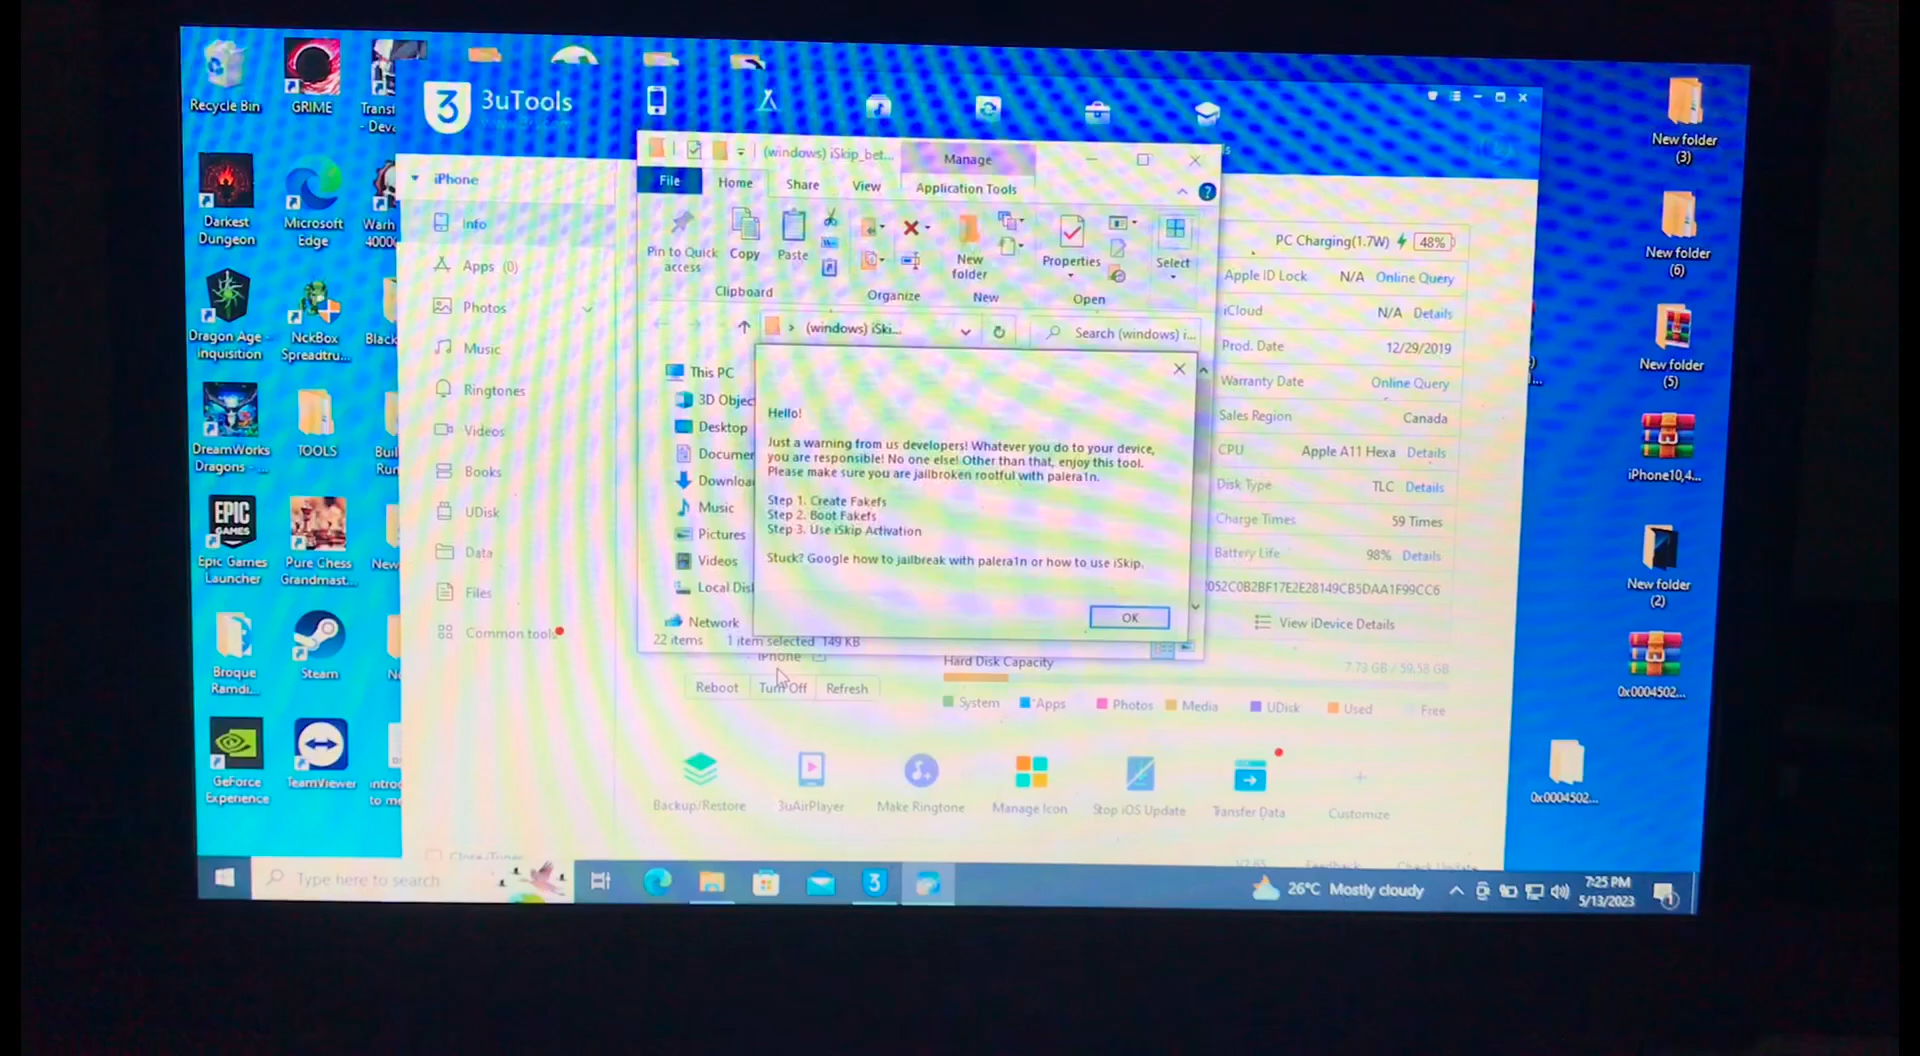 Recycle Bin
GRIME
Darkest
Dungeon
Microsoft
Edge
Dragon Age -
Inquisition
NckBox
Spreadtru...
DreamWorks
Dragons - ...
TOOLS
Epic Games
Launcher
Pure Chess
Grandmast...
Broque
Ramdi...
Steam
GeForce
Experience
TeamViewer
EPIC
GAMES
3
3uTools
iPhone
Info
Apps (0)
Photos
Music
Ringtones
Videos
Books
UDisk
Data
Files
Common tools
(windows) iSkip_bet...
Manage
File
Home
Share
View
Application Tools
Pin to Quick
access
Copy
Paste
New
folder
Properties
Select
Clipboard
Organize
New
Open
(windows) iSki...
Search (windows) i...
This PC
3D Objec
Desktop
Documen
Downloa
Music
Pictures
Videos
Local Dis
Network
22 items
1 item selected 149 KB
Hello!
Just a warning from us developers! Whatever you do to your device,
you are responsible! No one else! Other than that, enjoy this tool.
Please make sure you are jailbroken rootful with palera1n.
Step 1. Create Fakefs
Step 2. Boot Fakefs
Step 3. Use iSkip Activation
Stuck? Google how to jailbreak with palera1n or how to use iSkip.
OK
PC Charging(1.7W)
48%
Apple ID Lock
N/A
Online Query
iCloud
N/A
Details
Prod. Date
12/29/2019
Warranty Date
Online Query
Sales Region
Canada
CPU
Apple A11 Hexa
Details
Disk Type
TLC
Details
Charge Times
59 Times
Battery Life
98%
Details
052C0B2BF17E2E28149CB5DAA1F99CC6
View iDevice Details
iPhone
Reboot
Turn Off
Refresh
Hard Disk Capacity
7.73 GB / 59.58 GB
System
Apps
Photos
Media
UDisk
Used
Free
Backup/Restore
3uAirPlayer
Make Ringtone
Manage Icon
Stop iOS Update
Transfer Data
Customize
New folder
(3)
New folder
(6)
New folder
(5)
iPhone10,4...
New folder
(2)
0x0004502...
0x0004502...
Type here to search
26°C Mostly cloudy
7:25 PM
5/13/2023